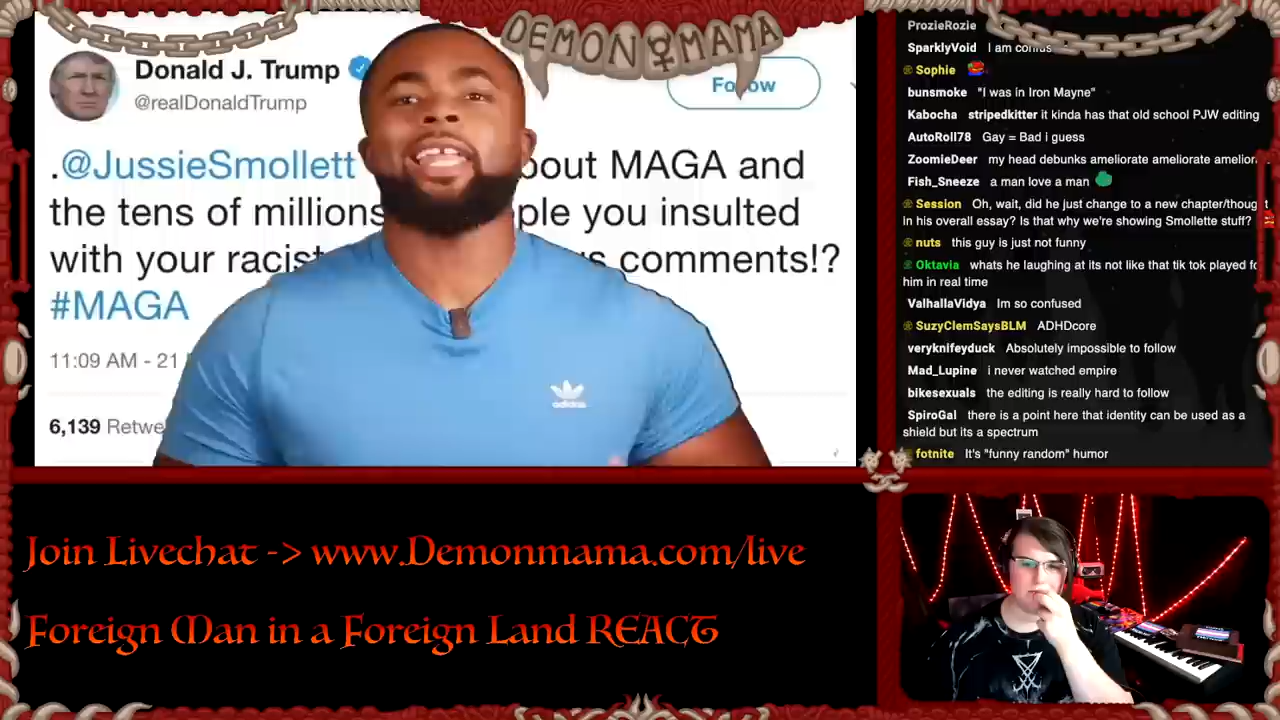 DEMON MAMA
Donald J. Trump
@realDonaldTrump
Follow
.@JussieSmollett bout MAGA and
the tens of millions ple you insulted
with your racist s comments!?
#MAGA
11:09 AM - 21
6,139 Retwe
adidas
ProzieRozie
SparklyVoid I am confus
Sophie
bunsmoke "I was in Iron Mayne"
Kabocha stripedkitter it kinda has that old school PJW editing
AutoRoll78 Gay = Bad i guess
ZoomieDeer my head debunks ameliorate ameliorate amelior
Fish_Sneeze a man love a man
Session Oh, wait, did he just change to a new chapter/thought
in his overall essay? Is that why we're showing Smollette stuff?
nuts this guy is just not funny
Oktavia whats he laughing at its not like that tik tok played fo
him in real time
ValhallaVidya Im so confused
SuzyClemSaysBLM ADHDcore
veryknifeyduck Absolutely impossible to follow
Mad_Lupine i never watched empire
bikesexuals the editing is really hard to follow
SpiroGal there is a point here that identity can be used as a
shield but its a spectrum
fotnite It's "funny random" humor
Join Livechat -> www.Demonmama.com/live
Foreign Man in a Foreign Land REACT